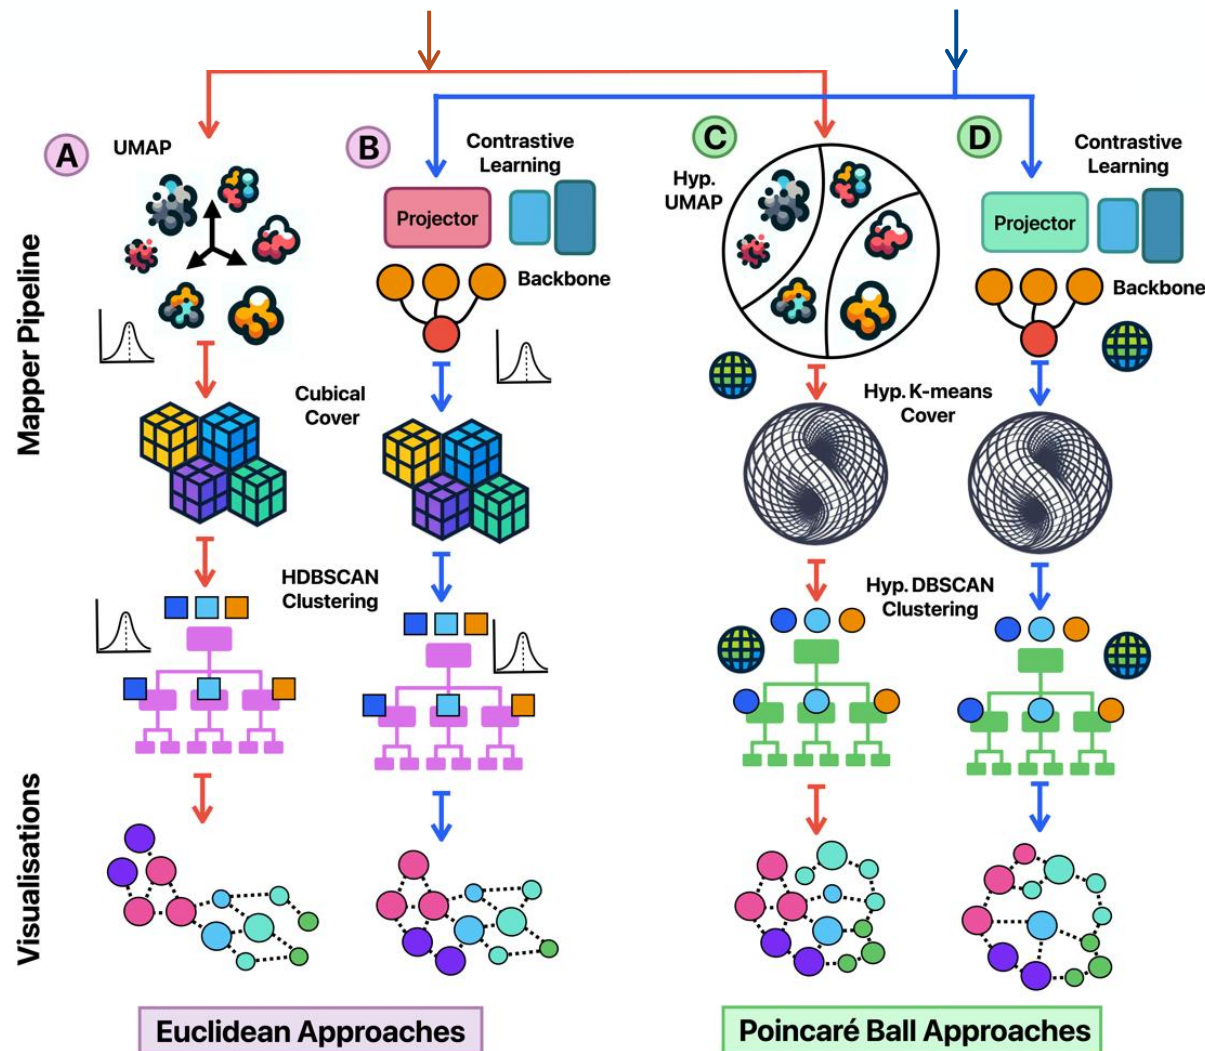 A
UMAP
B
Contrastive
Learning
Projector
Backbone
C
Hyp.
UMAP
D
Contrastive
Learning
Projector
Backbone
Mapper Pipeline
Cubical
Cover
Hyp. K-means
Cover
HDBSCAN
Clustering
Hyp. DBSCAN
Clustering
Visualisations
Euclidean Approaches
Poincaré Ball Approaches